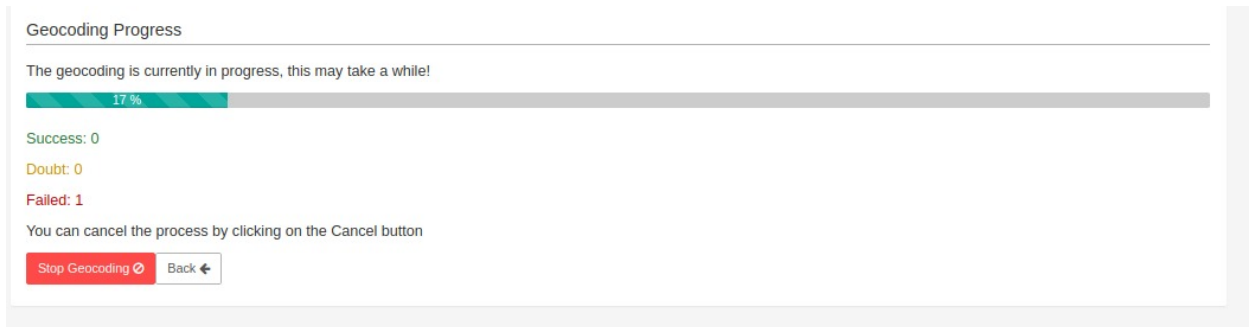 Geocoding Progress
The geocoding is currently in progress, this may take a while!
17 %
Success: 0
Doubt: 0
Failed: 1
You can cancel the process by clicking on the Cancel button
Stop Geocoding Back